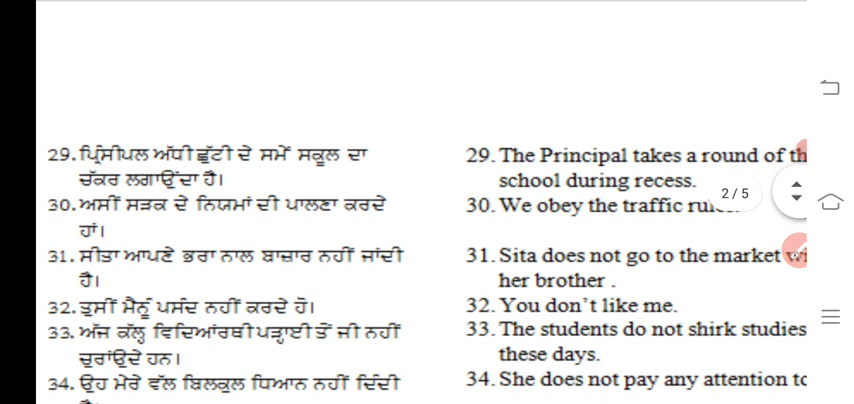 29. ਪ੍ਰਿੰਸੀਪਲ ਅੱਧੀ ਛੁੱਟੀ ਦੇ ਸਮੇਂ ਸਕੂਲ ਦਾ
ਚੱਕਰ ਲਗਾਉਂਦਾ ਹੈ।
30. ਅਸੀਂ ਸੜਕ ਦੇ ਨਿਯਮਾਂ ਦੀ ਪਾਲਣਾ ਕਰਦੇ
ਹਾਂ।
31. ਸੀਤਾ ਆਪਣੇ ਭਰਾ ਨਾਲ ਬਾਜ਼ਾਰ ਨਹੀਂ ਜਾਂਦੀ
ਹੈ।
32. ਤੁਸੀਂ ਮੈਨੂੰ ਪਸੰਦ ਨਹੀਂ ਕਰਦੇ ਹੋ।
33. ਅੱਜ ਕੱਲ੍ਹ ਵਿਦਿਆਂਰਥੀ ਪੜ੍ਹਾਈ ਤੋਂ ਜੀ ਨਹੀਂ
ਚੁਰਾਂਉਦੇ ਹਨ।
34. ਉਹ ਮੇਰੇ ਵੱਲ ਬਿਲਕੁਲ ਧਿਆਨ ਨਹੀਂ ਦਿੰਦੀ
29. The Principal takes a round of
school during recess.
30. We obey the traffic
31. Sita does not go to the market
her brother .
32. You don't like me.
33. The students do not shirk studies
these days.
34. She does not pay any attention
2/5